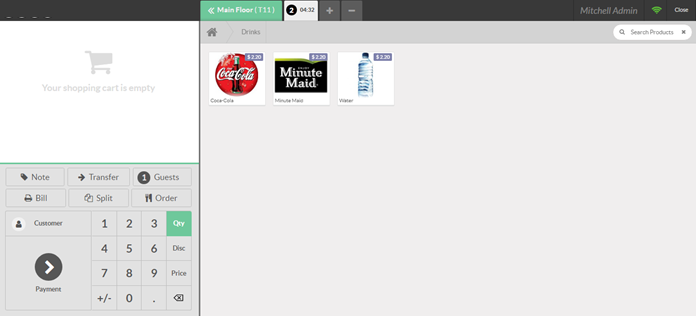 Main Floor ( T11 )
2 04:32
+
−
Mitchell Admin
Close
Drinks
Search Products
Your shopping cart is empty
$ 2.20
Coca-Cola
Coca-Cola
$ 2.20
Minute
Maid
Minute Maid
$ 2.20
Water
Note
Transfer
1 Guests
Bill
Split
Order
Customer
1 2 3 Qty
4 5 6 Disc
Payment
7 8 9 Price
+/- 0 .